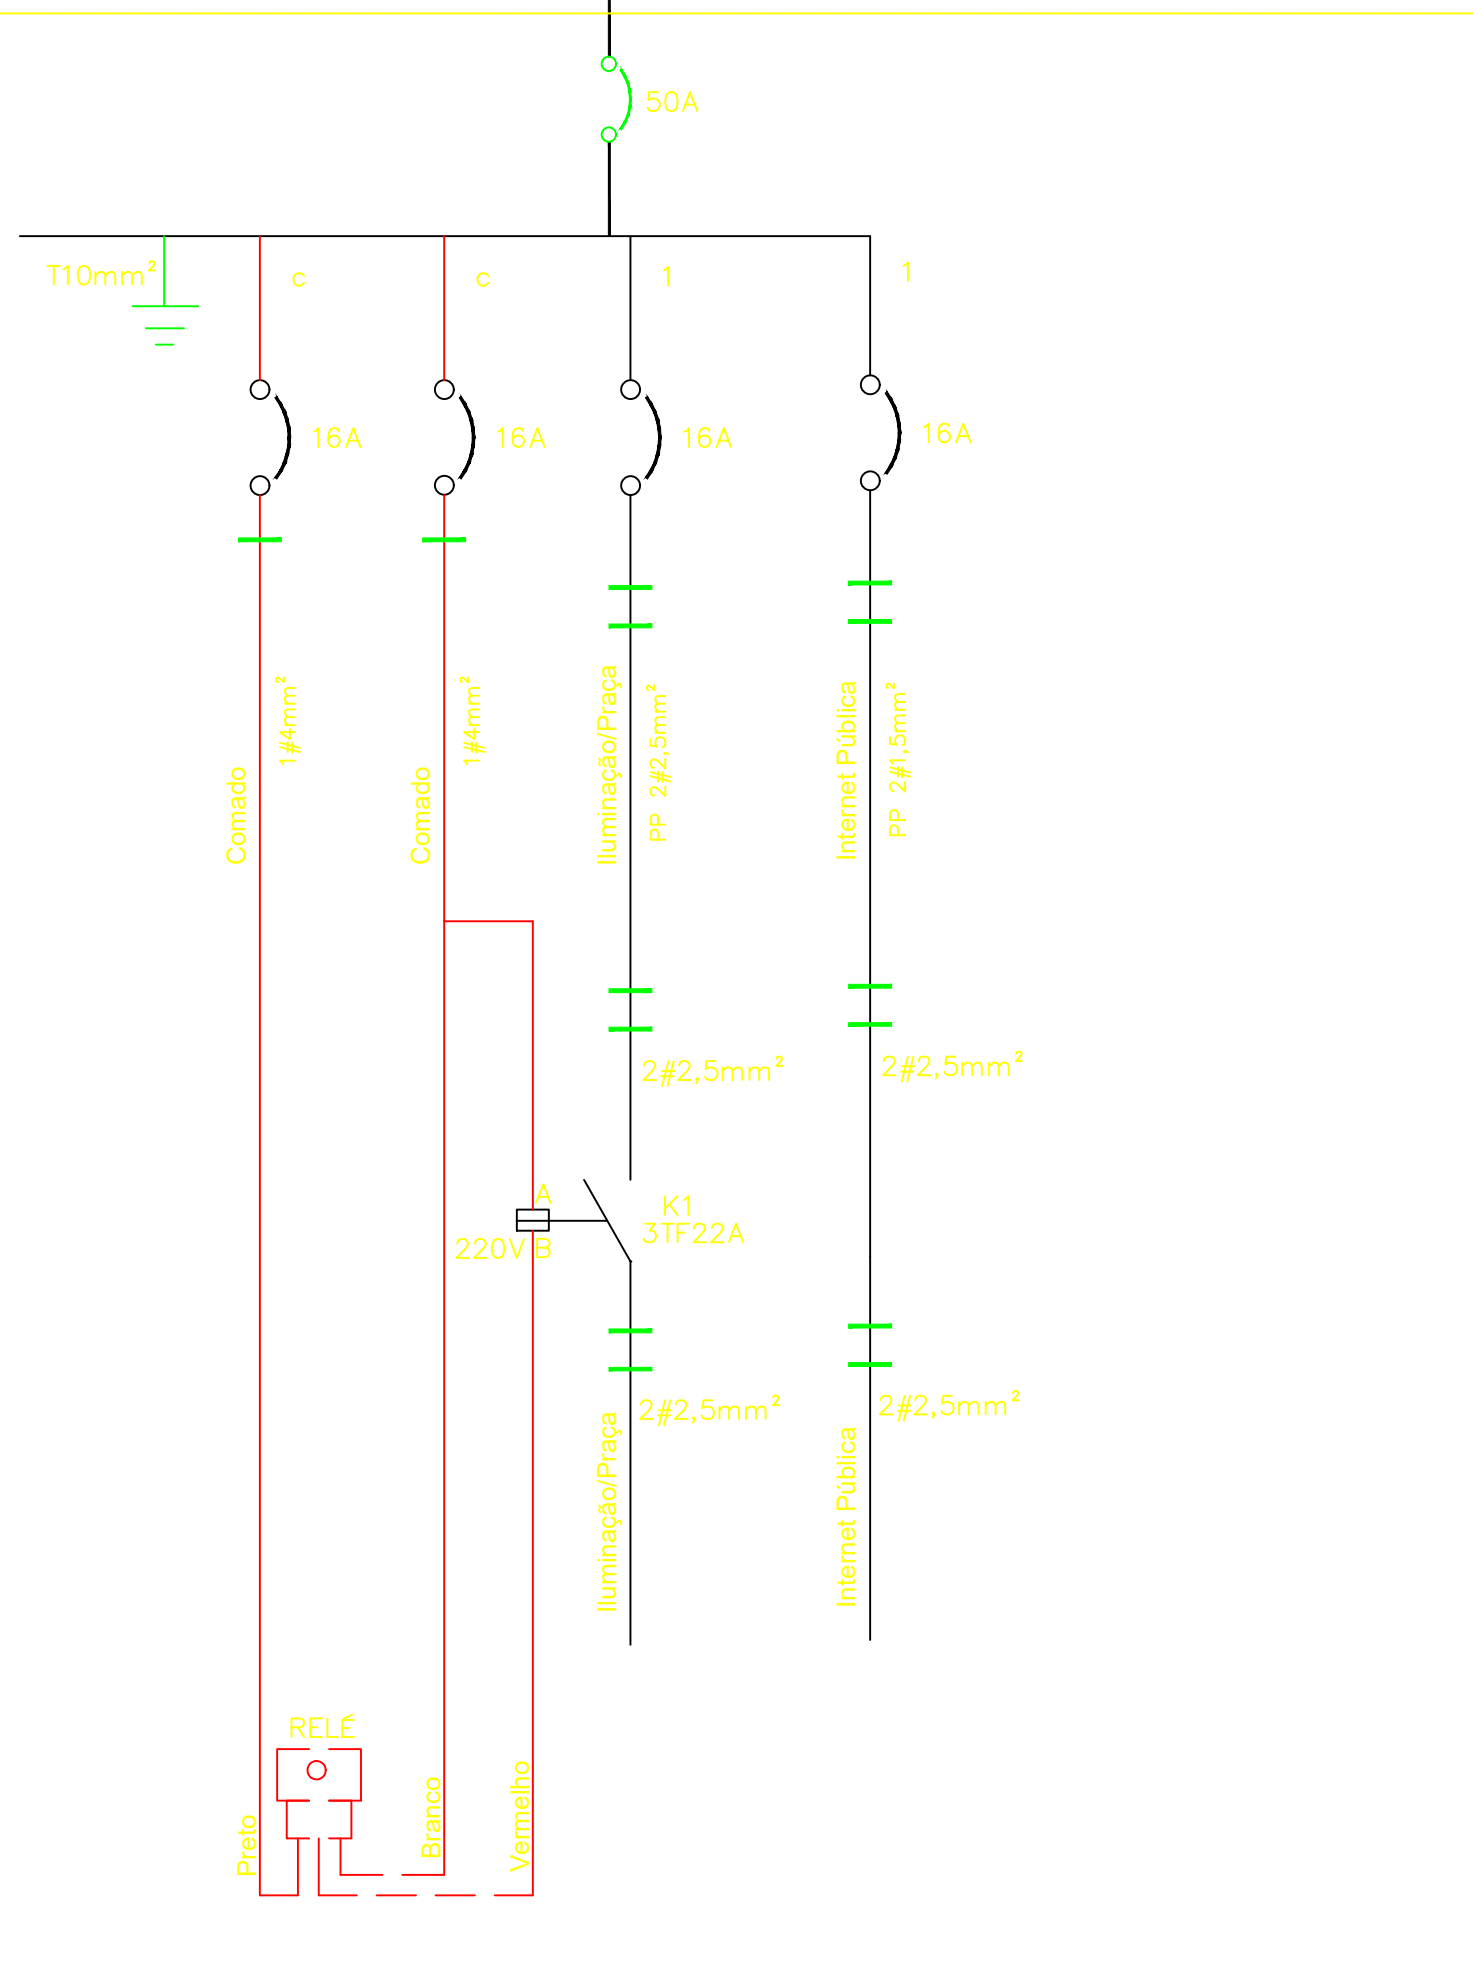 50A
T10mm²
c
c
1
1
16A
16A
16A
16A
1#4mm²
1#4mm²
Iluminação/Praça
PP 2#2,5mm²
Internet Pública
PP 2#1,5mm²
Comado
Comado
2#2,5mm²
2#2,5mm²
A
K1
3TF22A
220V B
2#2,5mm²
2#2,5mm²
Iluminação/Praça
Internet Pública
RELÉ
Preto
Branco
Vermelho